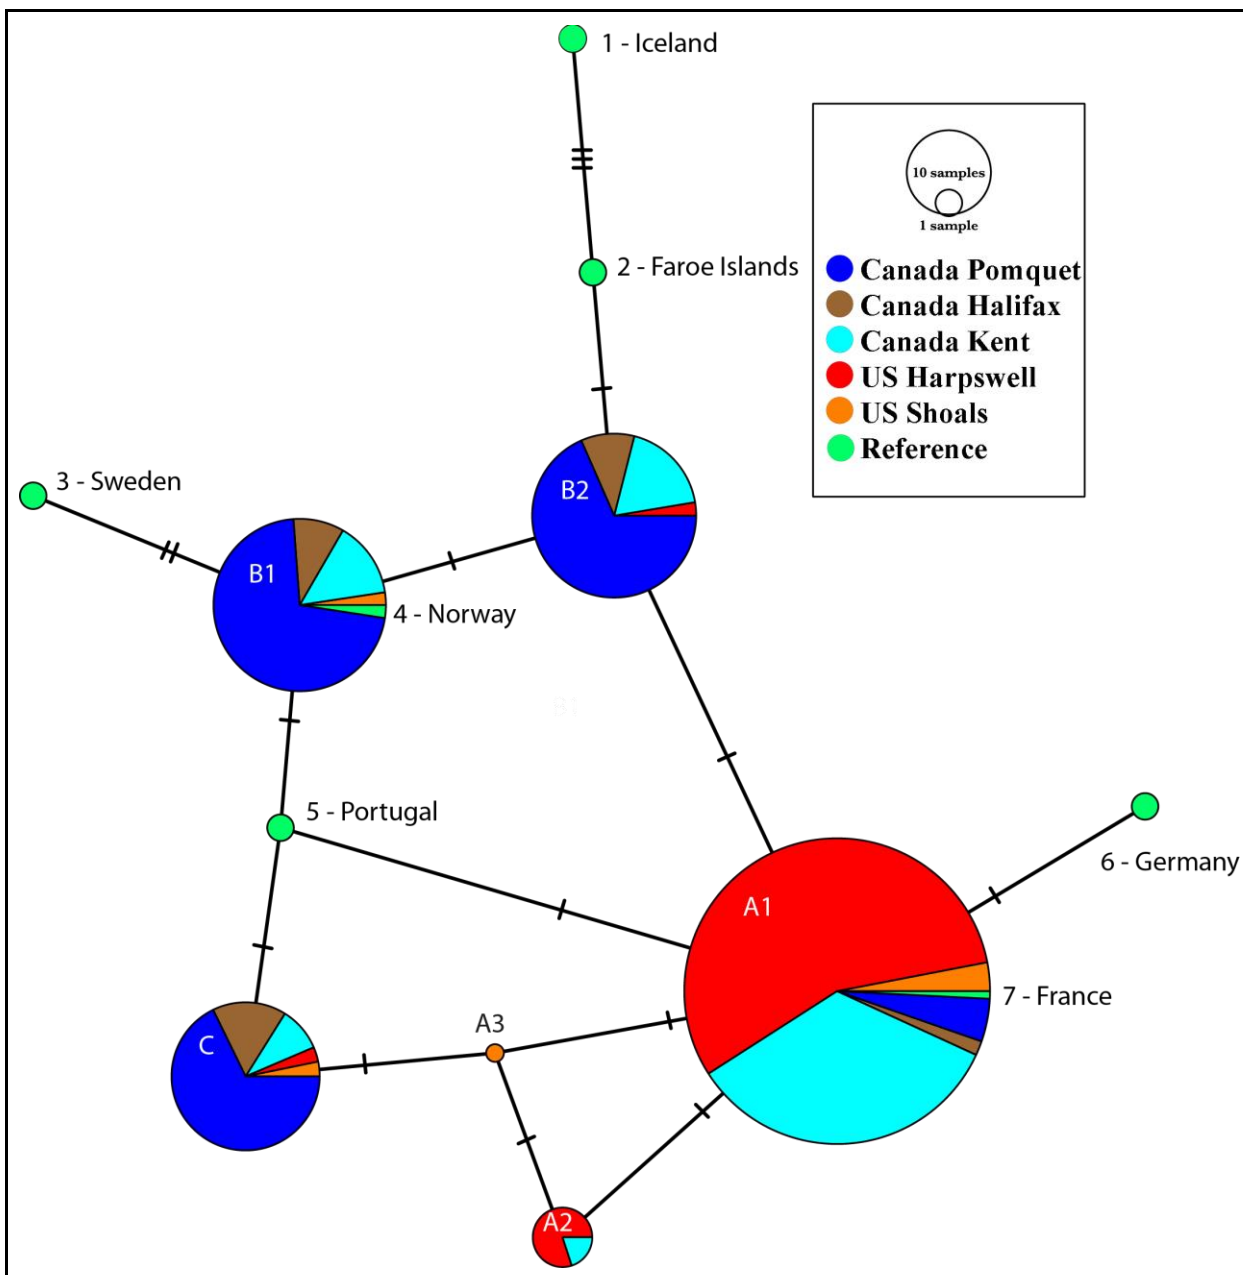 1 - Iceland
10 samples
1 sample
2 - Faroe Islands
Canada Pomquet
Canada Halifax
Canada Kent
US Harpswell
US Shoals
Reference
3 - Sweden
B2
B1
4 - Norway
B1
5 - Portugal
6 - Germany
A1
7 - France
A3
C
A2